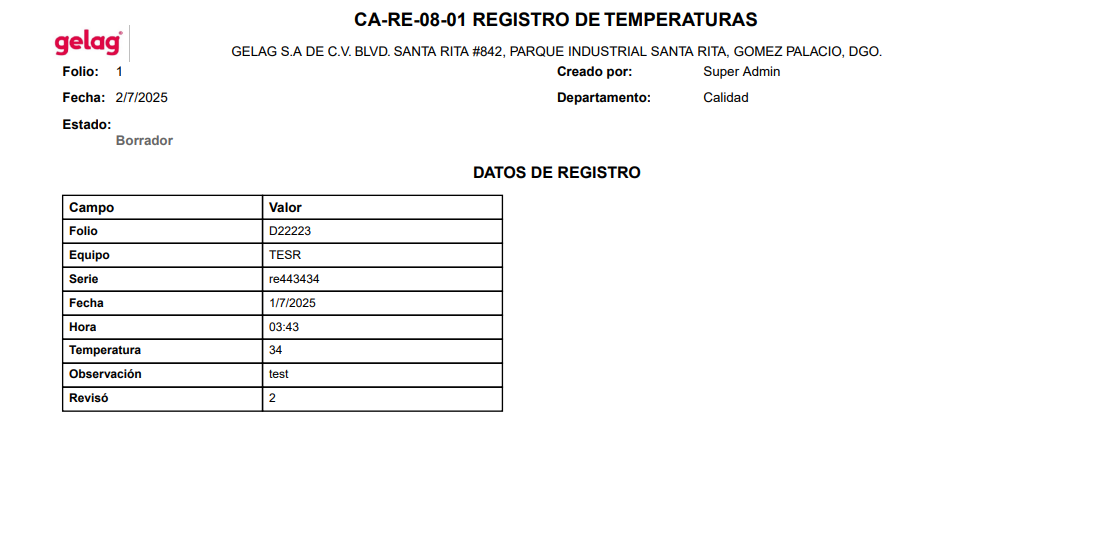 CA-RE-08-01 REGISTRO DE TEMPERATURAS
gelag
GELAG S.A DE C.V. BLVD. SANTA RITA #842, PARQUE INDUSTRIAL SANTA RITA, GOMEZ PALACIO, DGO.
Folio: 1 Creado por: Super Admin
Fecha: 2/7/2025 Departamento: Calidad
Estado:
Borrador
DATOS DE REGISTRO
Campo Valor
Folio D22223
Equipo TESR
Serie re443434
Fecha 1/7/2025
Hora 03:43
Temperatura 34
Observación test
Revisó 2